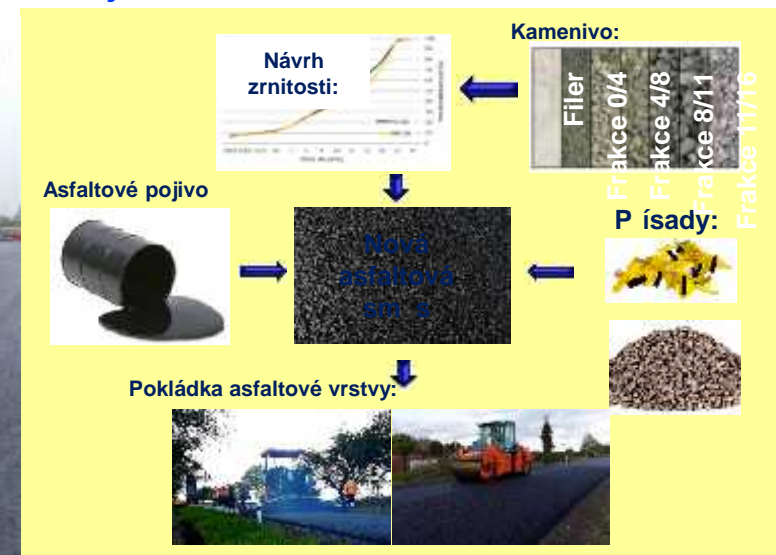 Kamenivo:
Návrh
zrnitosti:
Filer
Frakce 0/4
Frakce 4/8
Frakce 8/11
Frakce 11/16
Asfaltové pojivo
P ísady:
Nová
asfaltová
sm s
Pokládka asfaltové vrstvy: